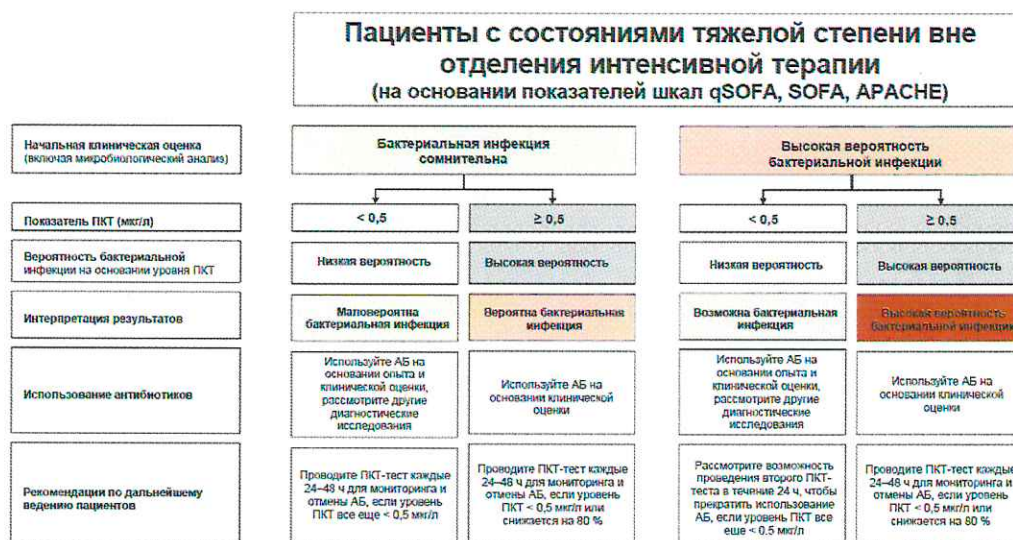 Пациенты с состояниями тяжелой степени вне
отделения интенсивной терапии
(на основании показателей шкал qSOFA, SOFA, APACHE)
Начальная клиническая оценка
(включая микробиологический анализ)
Бактериальная инфекция
сомнительна
Высокая вероятность
бактериальной инфекции
Показатель ПКТ (мкг/л)
< 0,5
≥ 0,5
< 0,5
≥ 0,5
Вероятность бактериальной
инфекции на основании уровня ПКТ
Низкая вероятность
Высокая вероятность
Низкая вероятность
Высокая вероятность
Интерпретация результатов
Маловероятна
бактериальная инфекция
Вероятна бактериальная
инфекция
Возможна бактериальная
инфекция
Высокая вероятность
бактериальной инфекции
Использование антибиотиков
Используйте АБ на
основании опыта и
клинической оценки,
рассмотрите другие
диагностические
исследования
Используйте АБ на
основании клинической
оценки
Используйте АБ на
основании опыта и
клинической оценки,
рассмотрите другие
диагностические
исследования
Используйте АБ на
основании клинической
оценки
Рекомендации по дальнейшему
ведению пациентов
Проводите ПКТ-тест каждые
24–48 ч для мониторинга и
отмены АБ, если уровень
ПКТ все еще < 0,5 мкг/л
Проводите ПКТ-тест каждые
24–48 ч для мониторинга и
отмены АБ, если уровень
ПКТ < 0,5 мкг/л или
снижается на 80 %
Рассмотрите возможность
проведения второго ПКТ-
теста в течение 24 ч, чтобы
прекратить использование
АБ, если уровень ПКТ все
еще < 0.5 мкг/л
Проводите ПКТ-тест каждые
24–48 ч для мониторинга и
отмены АБ, если уровень
ПКТ < 0,5 мкг/л или
снижается на 80 %